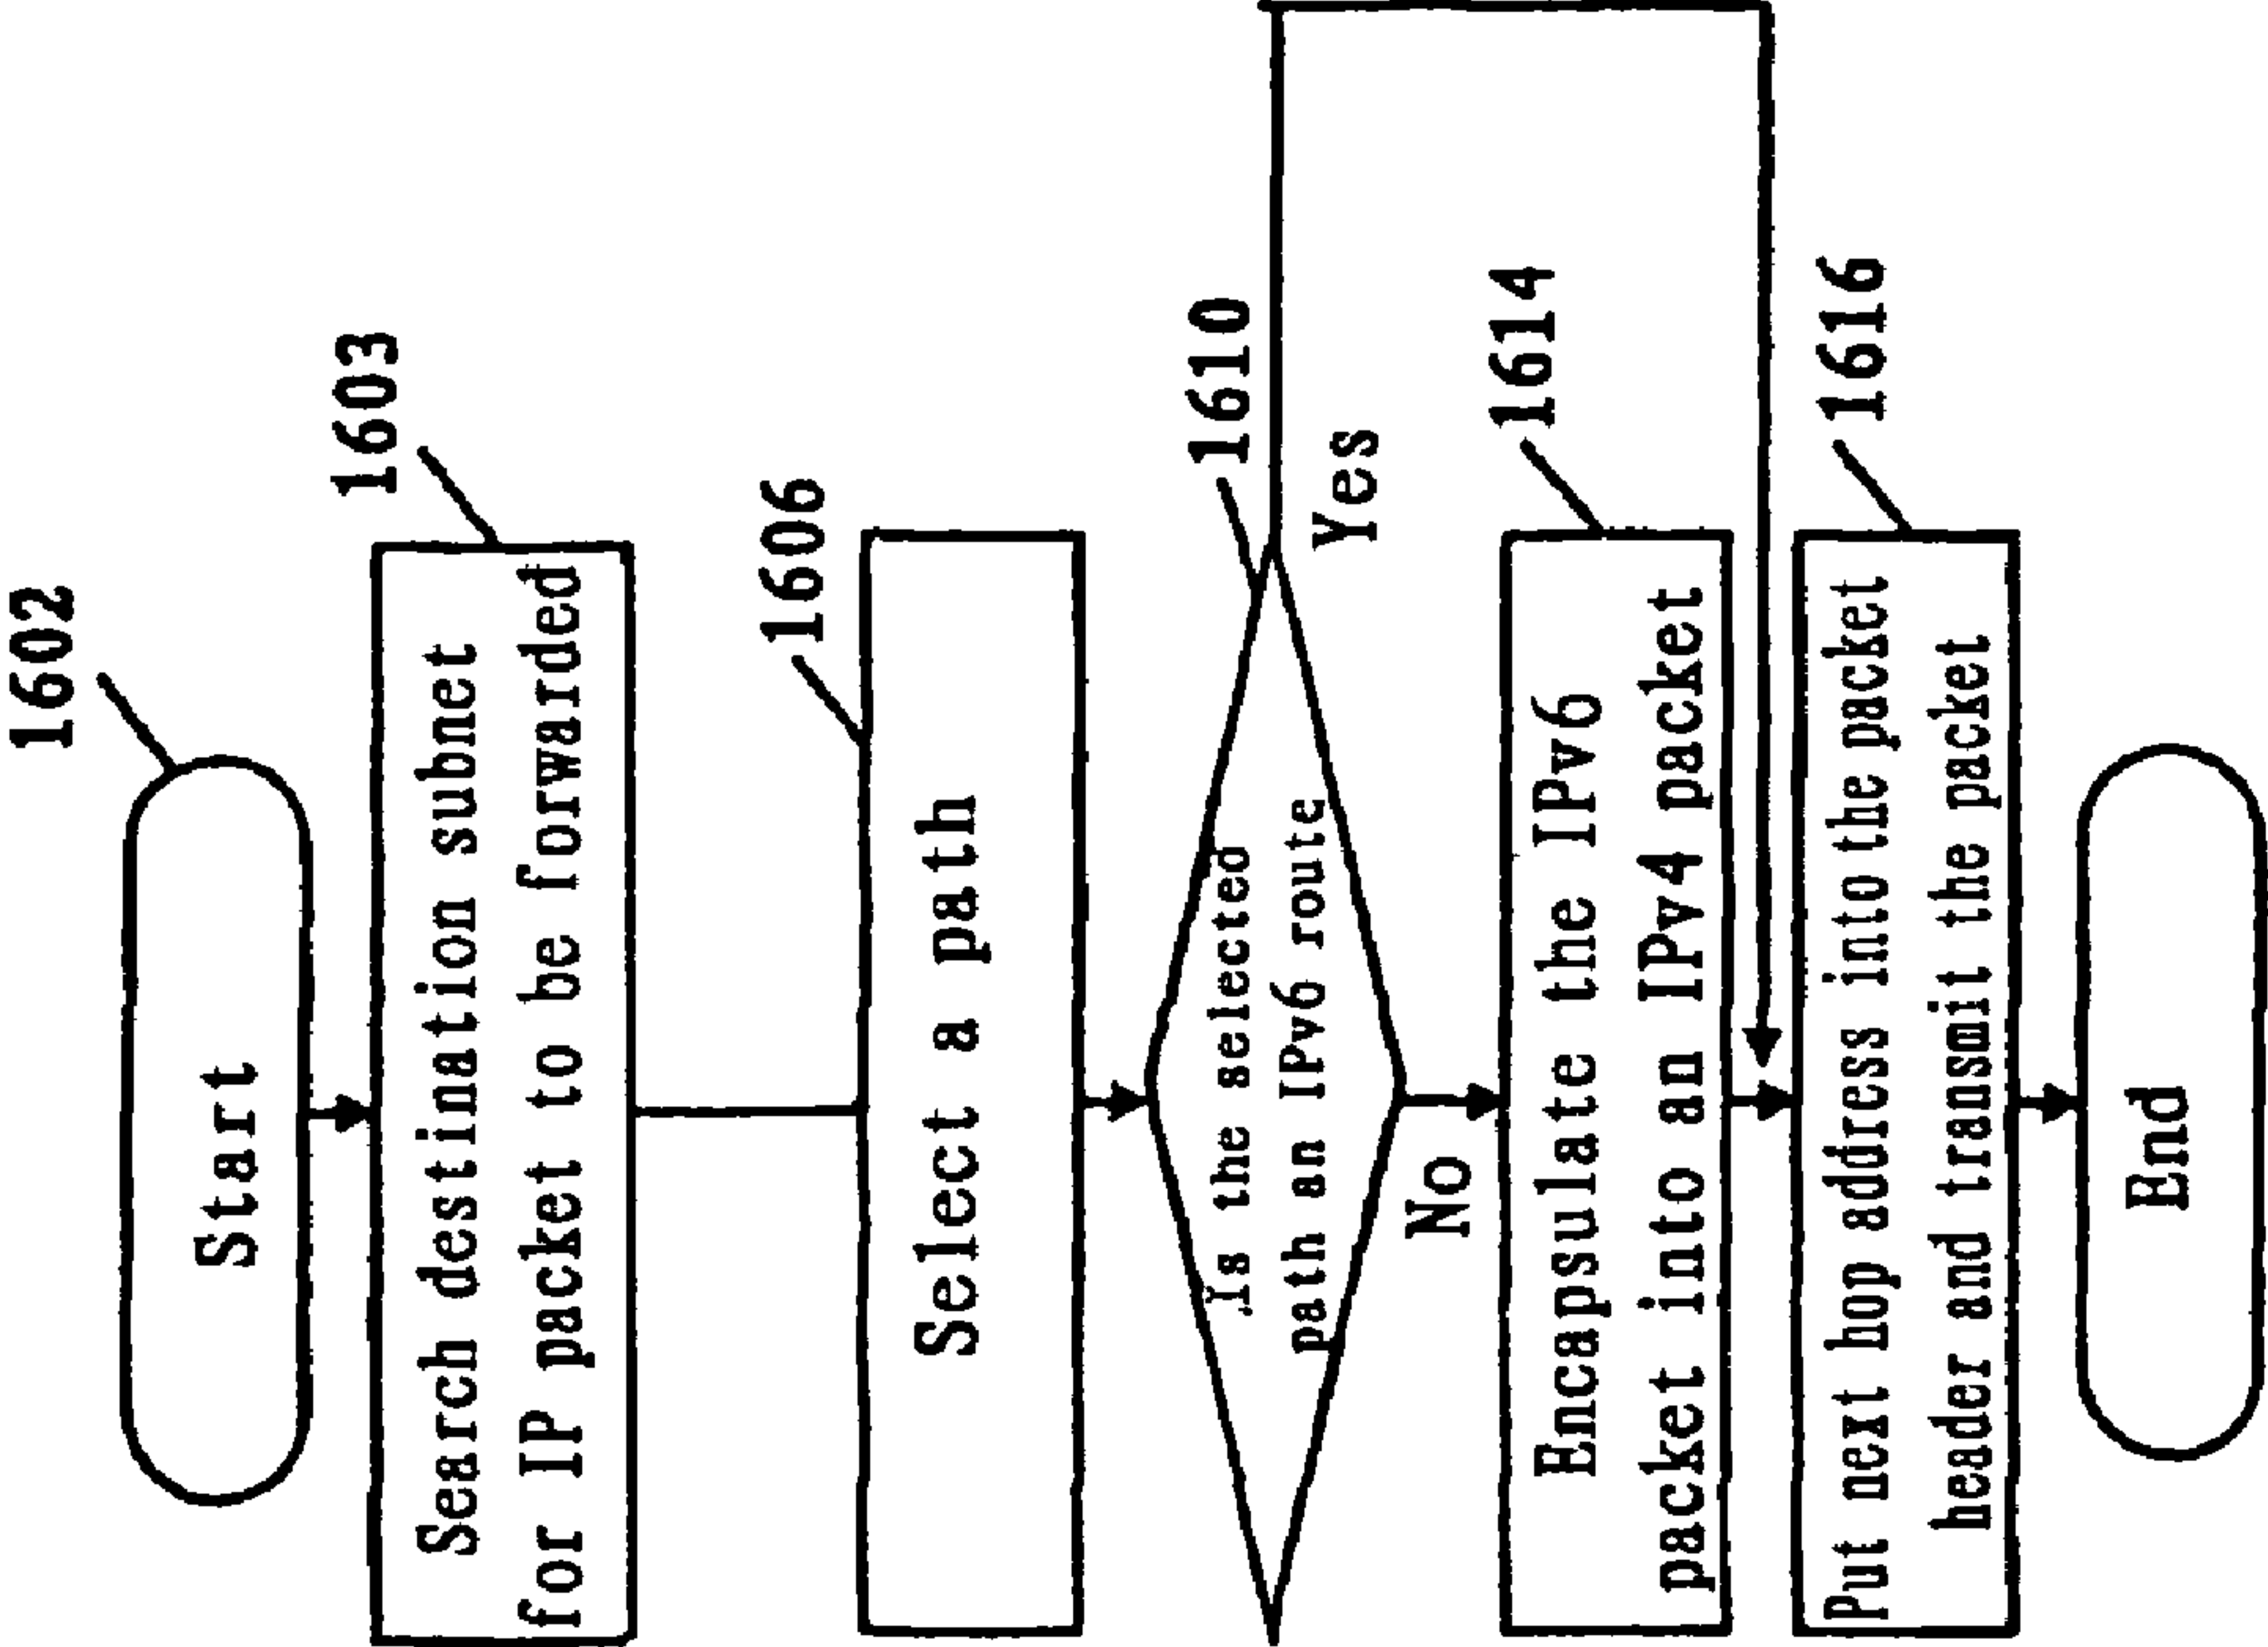 1602
Start
1603
Search destination subnet
for IP packet to be forwarded
1606
Select a path
1610
Is the selected
path an IPv6 route
Yes
No
1614
Encapsulate the IPv6
packet into an IPv4 packet
1616
Put next hop address into the packet
header and transmit the packet
End